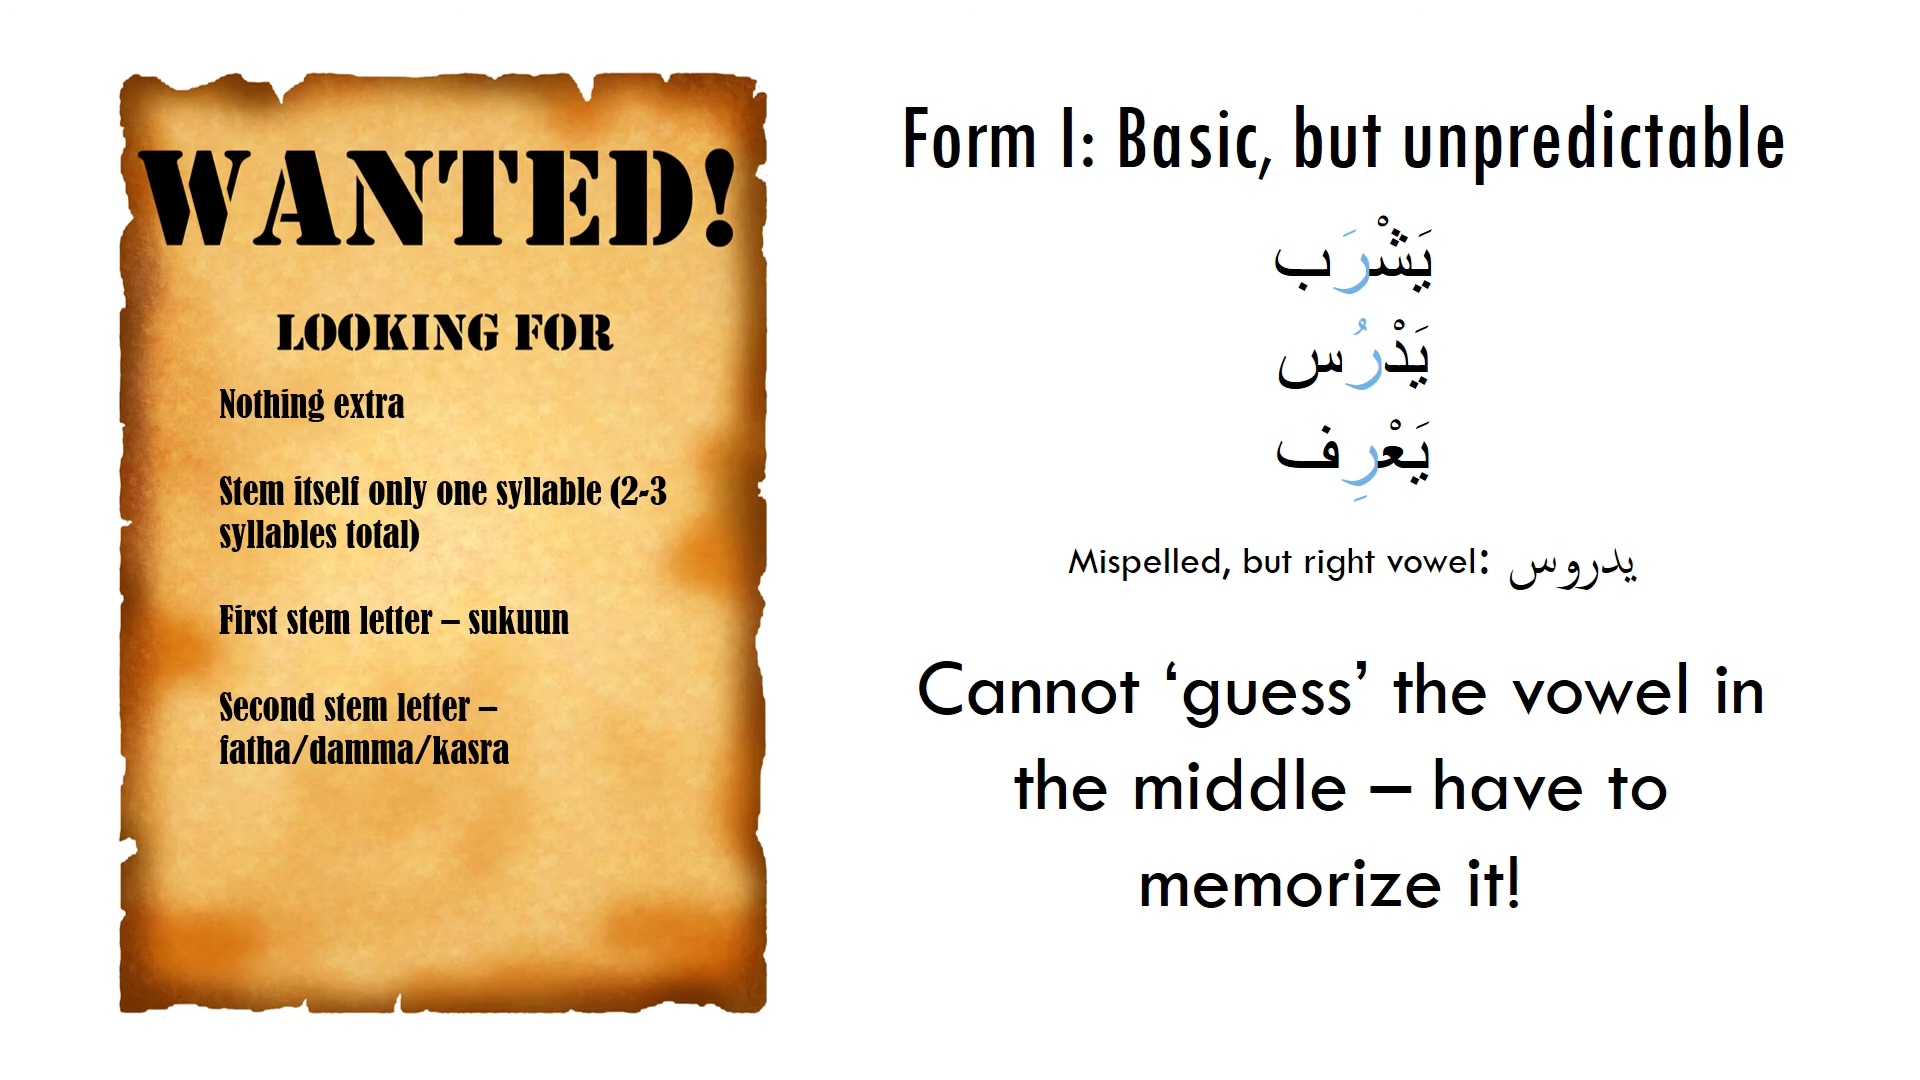 WANTED!
LOOKING FOR
Nothing extra
Stem itself only one syllable (2-3
syllables total)
First stem letter – sukuun
Second stem letter –
fatha/damma/kasra
Form I: Basic, but unpredictable
يَشْرَب
يَدْرُس
يَعْرِف
Mispelled, but right vowel: يدروس
Cannot ‘guess’ the vowel in
the middle – have to
memorize it!